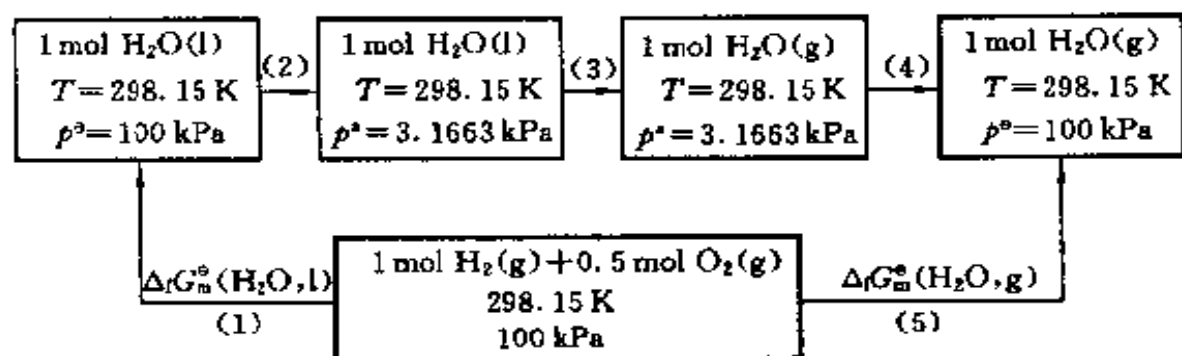 1 mol H₂O(l)
T=298.15 K
p⊖=100 kPa
(2)
1 mol H₂O(l)
T=298.15 K
p*=3.1663 kPa
(3)
1 mol H₂O(g)
T=298.15 K
p*=3.1663 kPa
(4)
1 mol H₂O(g)
T=298.15 K
p⊖=100 kPa
ΔfG⊖m(H₂O,l)
(1)
1 mol H₂(g)+0.5 mol O₂(g)
298.15 K
100 kPa
ΔfG⊖m(H₂O,g)
(5)